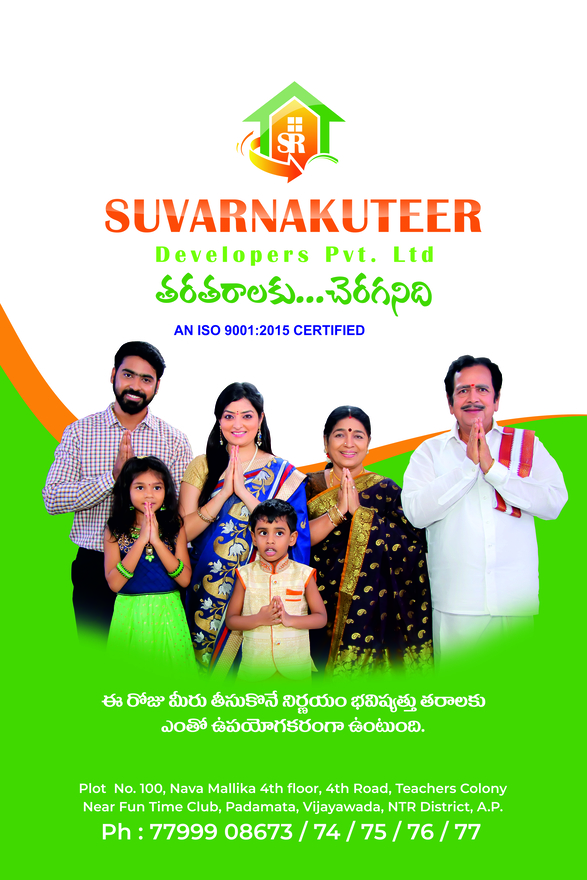 SR
SUVARNAKUTEER
Developers Pvt. Ltd
తరతరాలకు...చెరగనిది
AN ISO 9001:2015 CERTIFIED
ఈ రోజు మీరు తీసుకొనే నిర్ణయం భవిష్యత్తు తరాలకు
ఎంతో ఉపయోగకరంగా ఉంటుంది.
Plot No. 100, Nava Mallika 4th floor, 4th Road, Teachers Colony
Near Fun Time Club, Padamata, Vijayawada, NTR District, A.P.
Ph : 77999 08673 / 74 / 75 / 76 / 77